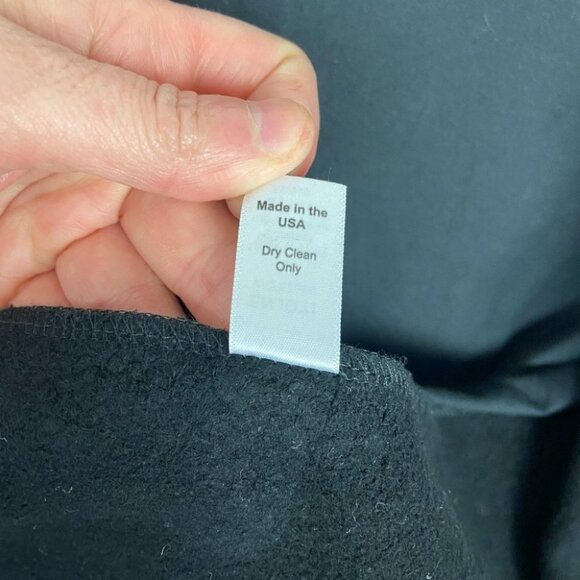 Made in the
USA
Dry Clean
Only